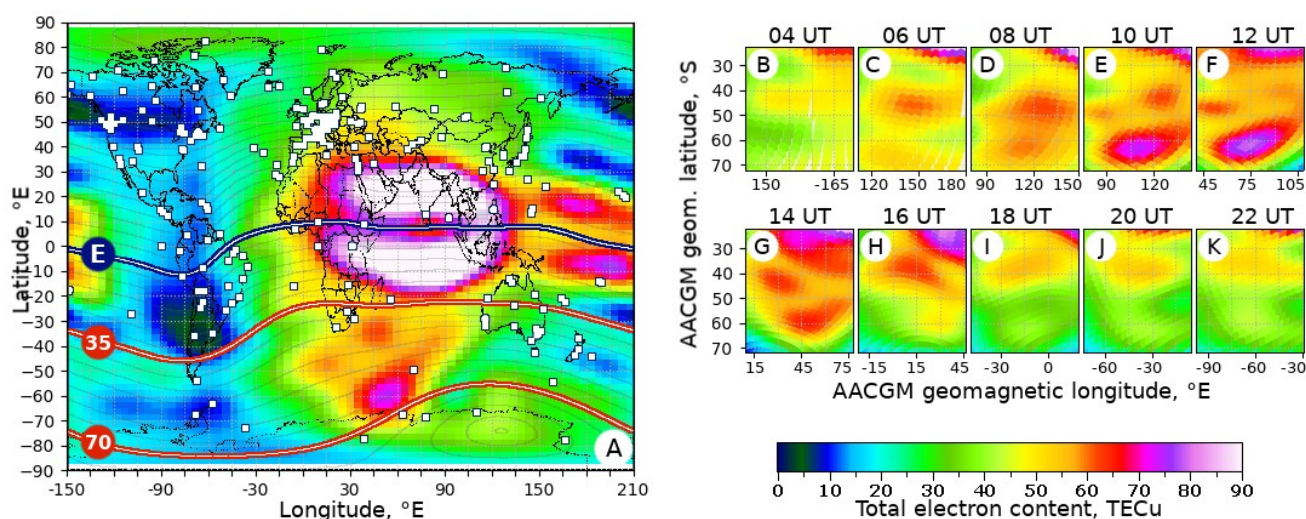 90
80
70
60
50
40
30
20
10
0
−10
−20
−30
−40
−50
−60
−70
−80
−90
Latitude, °E
E
35
70
A
-150 -90 -30 30 90 150 210
Longitude, °E
04 UT 06 UT 08 UT 10 UT 12 UT
B C D E F
30
50
70
150 -165 120 150 180 90 120 150 90 120 45 75 105
14 UT 16 UT 18 UT 20 UT 22 UT
G H I J K
30
50
70
15 45 75 -15 15 45 -30 0 -60 -30 -90 -60 -30
AACGM geom. latitude, °S
AACGM geomagnetic longitude, °E
0 10 20 30 40 50 60 70 80 90
Total electron content, TECu